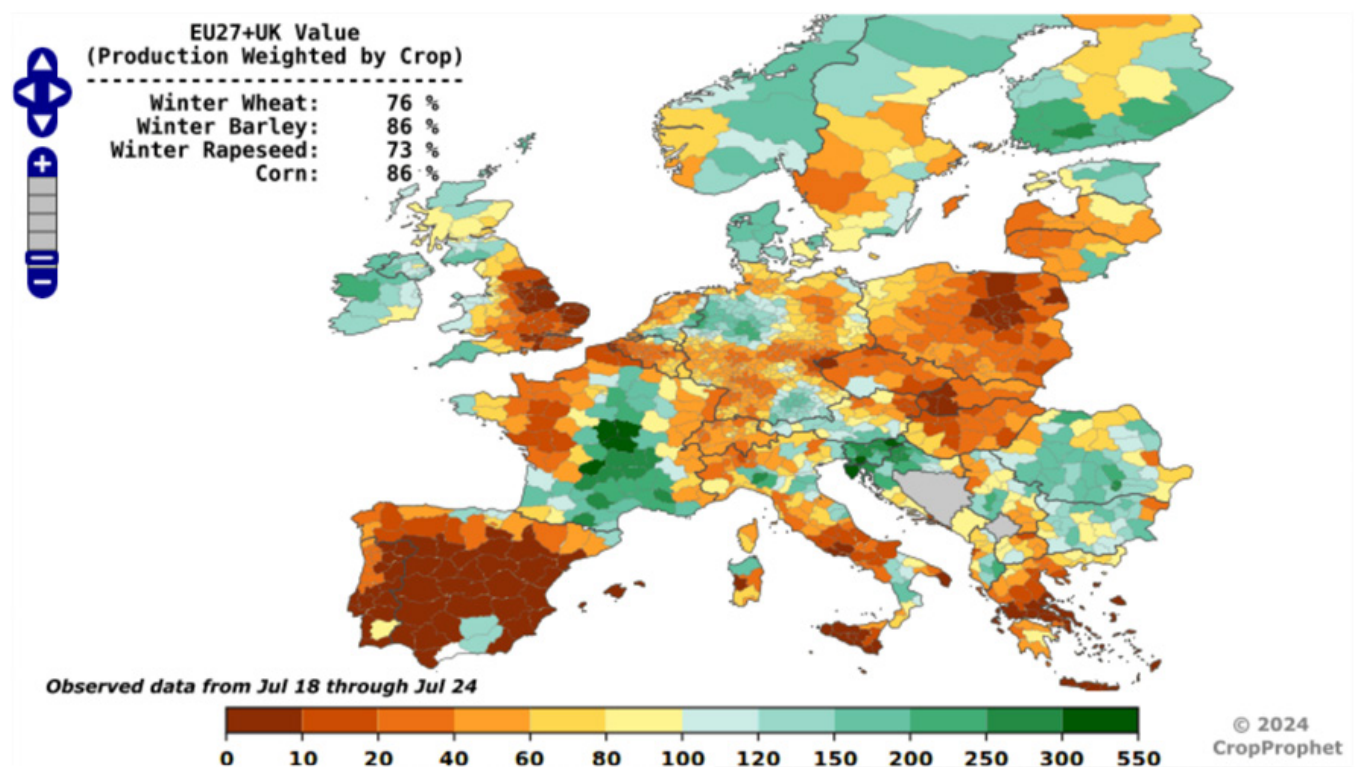 EU27+UK Value
(Production Weighted by Crop)
-----------------------------
Winter Wheat: 76 %
Winter Barley: 86 %
Winter Rapeseed: 73 %
Corn: 86 %
Observed data from Jul 18 through Jul 24
0 10 20 40 60 80 100 120 150 200 250 300 550
© 2024
CropProphet